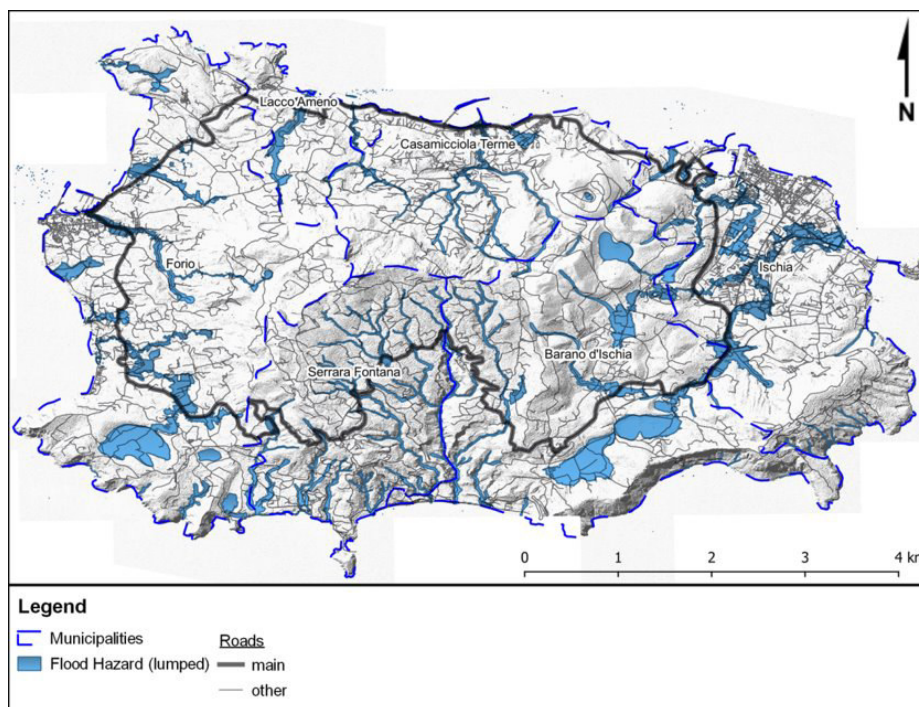 N
Lacco Ameno
Casamicciola Terme
Forio
Ischia
Serrara Fontana
Barano d'Ischia
0 1 2 3 4 km
Legend
Municipalities
Roads
Flood Hazard (lumped)
main
other